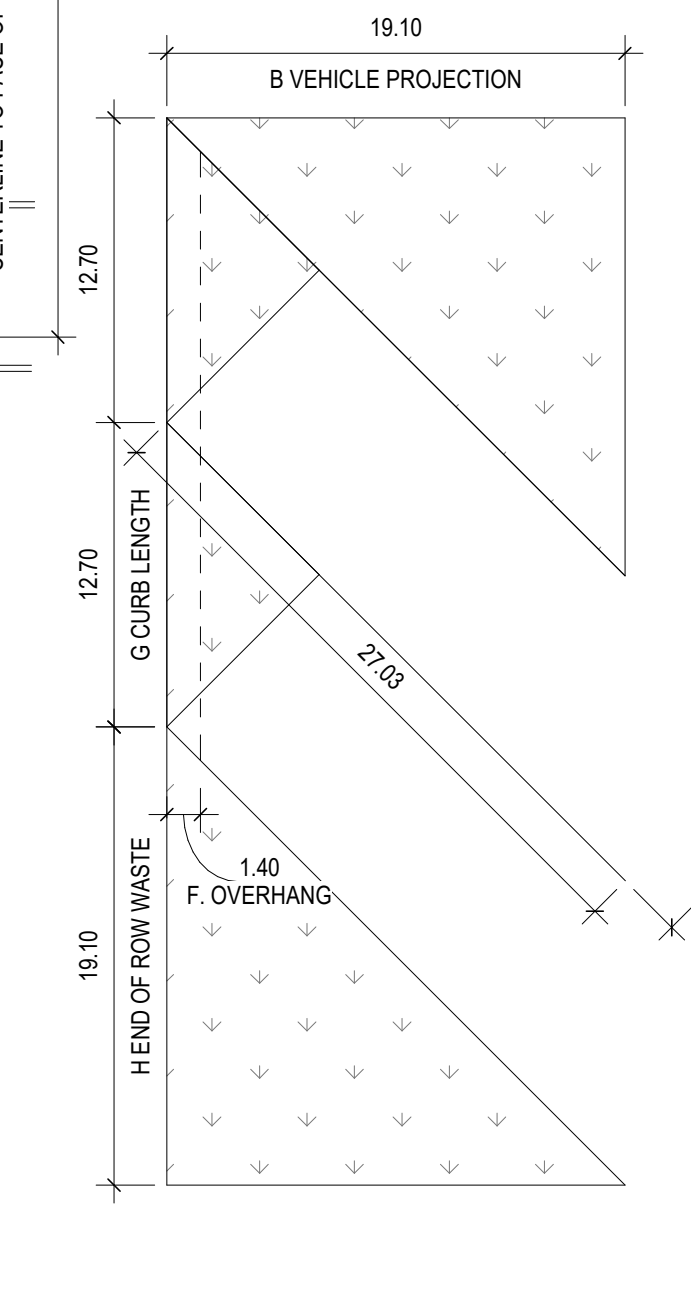 19.10
B VEHICLE PROJECTION
12.70
12.70
G CURB LENGTH
27.03
1.40
F. OVERHANG
19.10
H END OF ROW WASTE